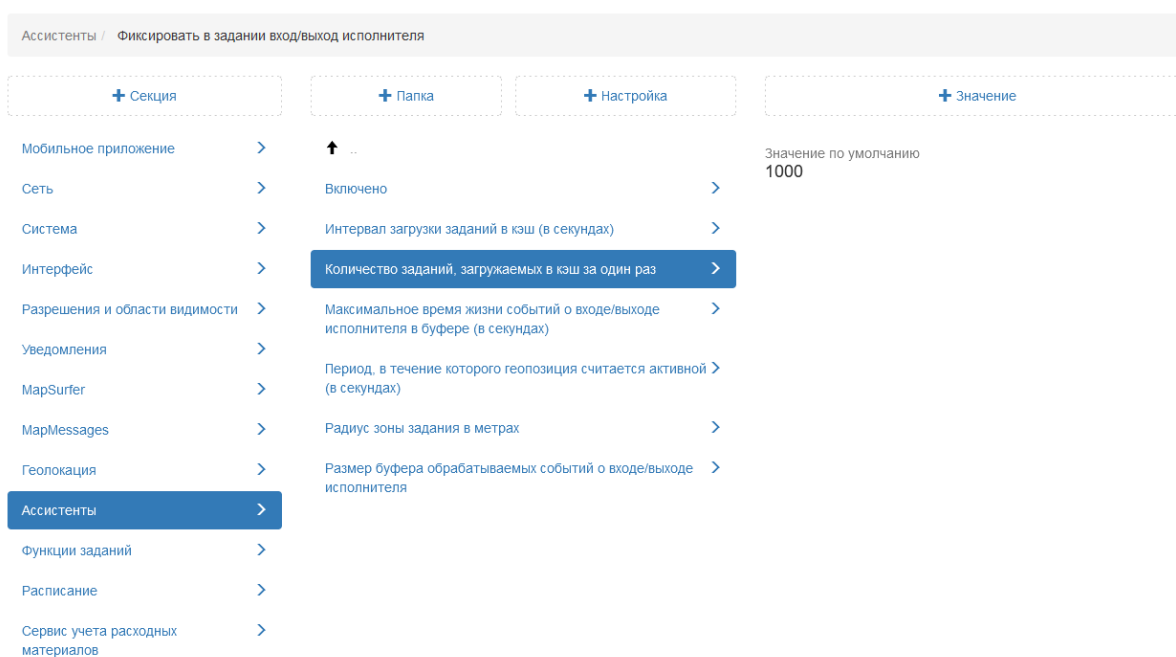 Ассистенты / Фиксировать в задании вход/выход исполнителя
+ Секция
+ Папка
+ Настройка
+ Значение
Мобильное приложение
Сеть
Система
Интерфейс
Разрешения и области видимости
Уведомления
MapSurfer
MapMessages
Геолокация
Ассистенты
Функции заданий
Расписание
Сервис учета расходных
материалов
..
Включено
Интервал загрузки заданий в кэш (в секундах)
Количество заданий, загружаемых в кэш за один раз
Максимальное время жизни событий о входе/выходе
исполнителя в буфере (в секундах)
Период, в течение которого геопозиция считается активной
(в секундах)
Радиус зоны задания в метрах
Размер буфера обрабатываемых событий о входе/выходе
исполнителя
Значение по умолчанию
1000